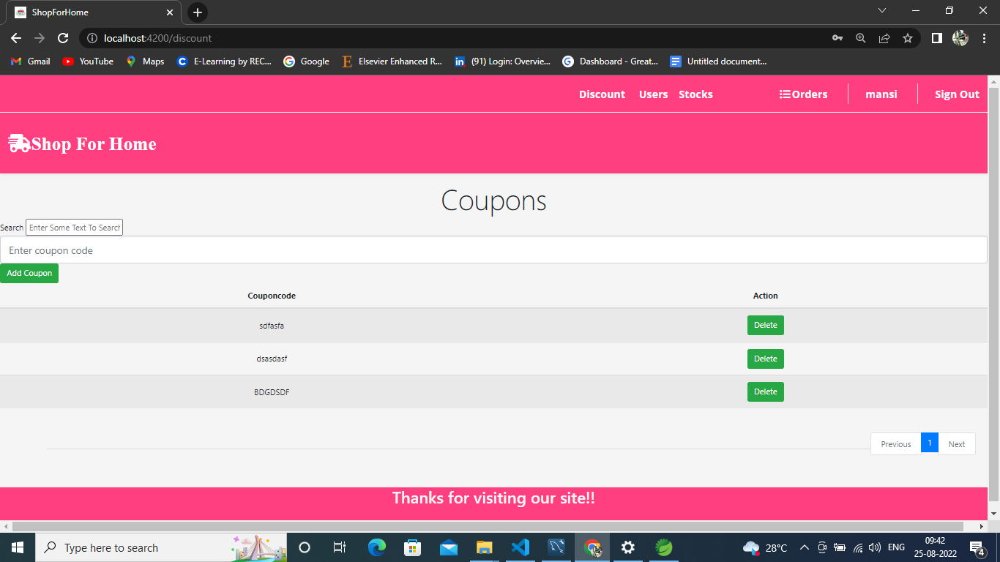 ShopForHome
localhost:4200/discount
Gmail YouTube Maps E-Learning by REC... Google Elsevier Enhanced R... (91) Login: Overvie... Dashboard - Great... Untitled document...
Discount Users Stocks Orders mansi Sign Out
Shop For Home
Coupons
Search Enter Some Text To Search
Enter coupon code
Add Coupon
Couponcode Action
sdfasfa Delete
dsasdasf Delete
BDGDSDF Delete
Previous 1 Next
Thanks for visiting our site!!
Type here to search 28°C ENG 09:42
25-08-2022 4